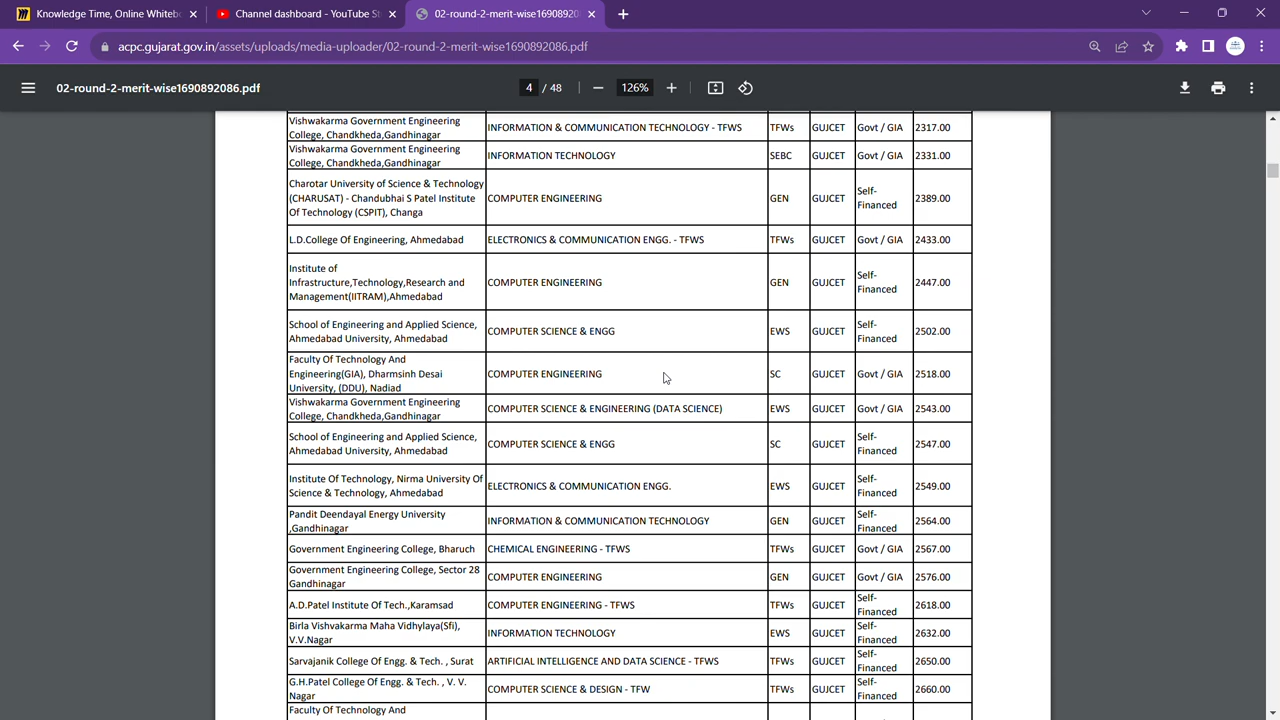 Knowledge Time, Online Whitebo
Channel dashboard - YouTube St
02-round-2-merit-wise169089208
acpc.gujarat.gov.in/assets/uploads/media-uploader/02-round-2-merit-wise1690892086.pdf
02-round-2-merit-wise1690892086.pdf
4 / 48
126%
Vishwakarma Government Engineering
College, Chandkheda,Gandhinagar
INFORMATION & COMMUNICATION TECHNOLOGY - TFWS
TFWs
GUJCET
Govt / GIA
2317.00
Vishwakarma Government Engineering
College, Chandkheda,Gandhinagar
INFORMATION TECHNOLOGY
SEBC
GUJCET
Govt / GIA
2331.00
Charotar University of Science & Technology
(CHARUSAT) - Chandubhai S Patel Institute
Of Technology (CSPIT), Changa
COMPUTER ENGINEERING
GEN
GUJCET
Self-
Financed
2389.00
L.D.College Of Engineering, Ahmedabad
ELECTRONICS & COMMUNICATION ENGG. - TFWS
TFWs
GUJCET
Govt / GIA
2433.00
Institute of
Infrastructure,Technology,Research and
Management(IITRAM),Ahmedabad
COMPUTER ENGINEERING
GEN
GUJCET
Self-
Financed
2447.00
School of Engineering and Applied Science,
Ahmedabad University, Ahmedabad
COMPUTER SCIENCE & ENGG
EWS
GUJCET
Self-
Financed
2502.00
Faculty Of Technology And
Engineering(GIA), Dharmsinh Desai
University, (DDU), Nadiad
COMPUTER ENGINEERING
SC
GUJCET
Govt / GIA
2518.00
Vishwakarma Government Engineering
College, Chandkheda,Gandhinagar
COMPUTER SCIENCE & ENGINEERING (DATA SCIENCE)
EWS
GUJCET
Govt / GIA
2543.00
School of Engineering and Applied Science,
Ahmedabad University, Ahmedabad
COMPUTER SCIENCE & ENGG
SC
GUJCET
Self-
Financed
2547.00
Institute Of Technology, Nirma University Of
Science & Technology, Ahmedabad
ELECTRONICS & COMMUNICATION ENGG.
EWS
GUJCET
Self-
Financed
2549.00
Pandit Deendayal Energy University
,Gandhinagar
INFORMATION & COMMUNICATION TECHNOLOGY
GEN
GUJCET
Self-
Financed
2564.00
Government Engineering College, Bharuch
CHEMICAL ENGINEERING - TFWS
TFWs
GUJCET
Govt / GIA
2567.00
Government Engineering College, Sector 28
Gandhinagar
COMPUTER ENGINEERING
GEN
GUJCET
Govt / GIA
2576.00
A.D.Patel Institute Of Tech.,Karamsad
COMPUTER ENGINEERING - TFWS
TFWs
GUJCET
Self-
Financed
2618.00
Birla Vishvakarma Maha Vidhylaya(Sfi),
V.V.Nagar
INFORMATION TECHNOLOGY
EWS
GUJCET
Self-
Financed
2632.00
Sarvajanik College Of Engg. & Tech. , Surat
ARTIFICIAL INTELLIGENCE AND DATA SCIENCE - TFWS
TFWs
GUJCET
Self-
Financed
2650.00
G.H.Patel College Of Engg. & Tech. , V. V.
Nagar
COMPUTER SCIENCE & DESIGN - TFW
TFWs
GUJCET
Self-
Financed
2660.00
Faculty Of Technology And